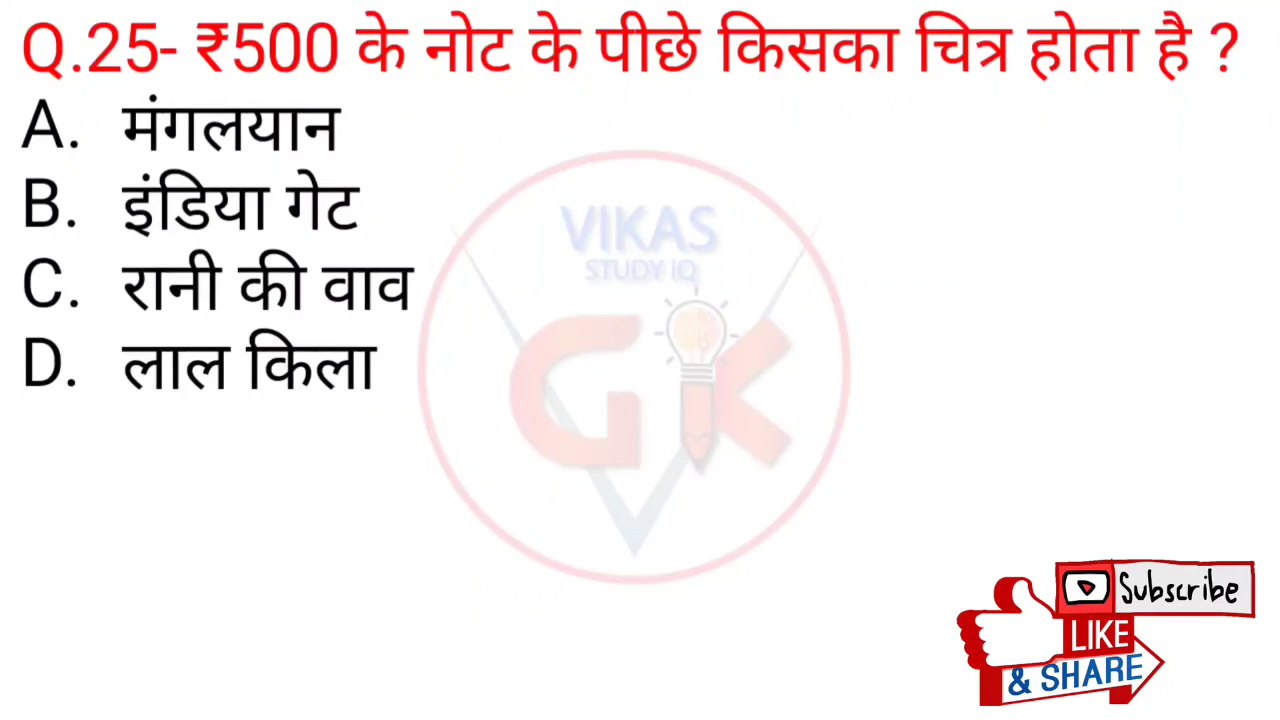 Q.25- ₹500 के नोट के पीछे किसका चित्र होता है ?
A. मंगलयान
B. इंडिया गेट
C. रानी की वाव
D. लाल किला
VIKAS
STUDY IQ
GK
Subscribe
LIKE
& SHARE